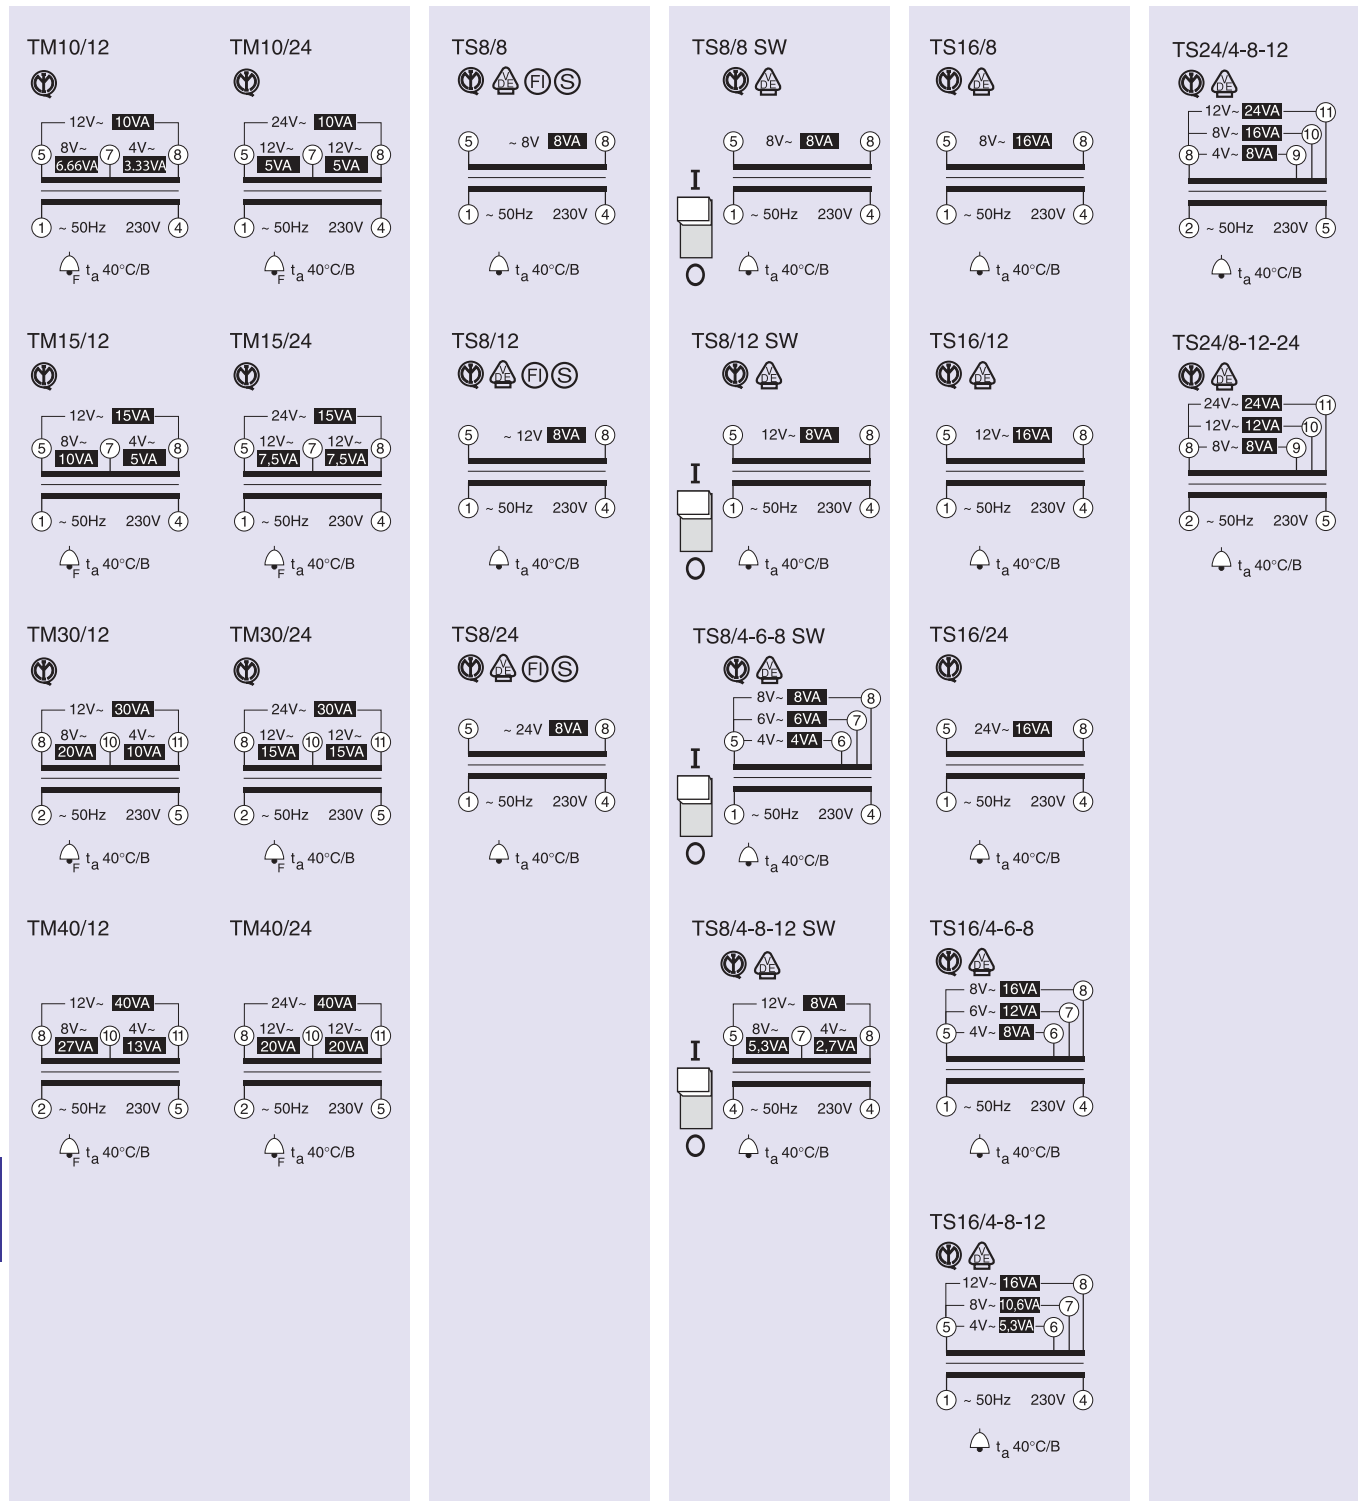 TM10/12
12V~ 10VA
8V~ 4V~
5 6.66VA 7 3.33VA 8
1 ~ 50Hz 230V 4
F ta 40°C/B
TM10/24
24V~ 10VA
12V~ 12V~
5 5VA 7 5VA 8
1 ~ 50Hz 230V 4
F ta 40°C/B
TM15/12
12V~ 15VA
8V~ 4V~
5 10VA 7 5VA 8
1 ~ 50Hz 230V 4
F ta 40°C/B
TM15/24
24V~ 15VA
12V~ 12V~
5 7,5VA 7 7,5VA 8
1 ~ 50Hz 230V 4
F ta 40°C/B
TM30/12
12V~ 30VA
8V~ 4V~
8 20VA 10 10VA 11
2 ~ 50Hz 230V 5
F ta 40°C/B
TM30/24
24V~ 30VA
12V~ 12V~
8 15VA 10 15VA 11
2 ~ 50Hz 230V 5
F ta 40°C/B
TM40/12
12V~ 40VA
8V~ 4V~
8 27VA 10 13VA 11
2 ~ 50Hz 230V 5
F ta 40°C/B
TM40/24
24V~ 40VA
12V~ 12V~
8 20VA 10 20VA 11
2 ~ 50Hz 230V 5
F ta 40°C/B
TS8/8
VDE FI S
5 ~ 8V 8VA 8
1 ~ 50Hz 230V 4
ta 40°C/B
TS8/12
VDE FI S
5 ~ 12V 8VA 8
1 ~ 50Hz 230V 4
ta 40°C/B
TS8/24
VDE FI S
5 ~ 24V 8VA 8
1 ~ 50Hz 230V 4
ta 40°C/B
TS8/8 SW
VDE
5 8V~ 8VA 8
I
1 ~ 50Hz 230V 4
O ta 40°C/B
TS8/12 SW
VDE
5 12V~ 8VA 8
I
1 ~ 50Hz 230V 4
O ta 40°C/B
TS8/4-6-8 SW
VDE
8V~ 8VA 8
6V~ 6VA 7
5 4V~ 4VA 6
I
1 ~ 50Hz 230V 4
O ta 40°C/B
TS8/4-8-12 SW
VDE
12V~ 8VA
8V~ 4V~
5 5,3VA 7 2,7VA 8
I
4 ~ 50Hz 230V 4
O ta 40°C/B
TS16/8
VDE
5 8V~ 16VA 8
1 ~ 50Hz 230V 4
ta 40°C/B
TS16/12
VDE
5 12V~ 16VA 8
1 ~ 50Hz 230V 4
ta 40°C/B
TS16/24
5 24V~ 16VA 8
1 ~ 50Hz 230V 4
ta 40°C/B
TS16/4-6-8
VDE
8V~ 16VA 8
6V~ 12VA 7
5 4V~ 8VA 6
1 ~ 50Hz 230V 4
ta 40°C/B
TS16/4-8-12
VDE
12V~ 16VA 8
8V~ 10,6VA 7
5 4V~ 5,3VA 6
1 ~ 50Hz 230V 4
ta 40°C/B
TS24/4-8-12
VDE
12V~ 24VA 11
8V~ 16VA 10
8 4V~ 8VA 9
2 ~ 50Hz 230V 5
ta 40°C/B
TS24/8-12-24
VDE
24V~ 24VA 11
12V~ 12VA 10
8 8V~ 8VA 9
2 ~ 50Hz 230V 5
ta 40°C/B